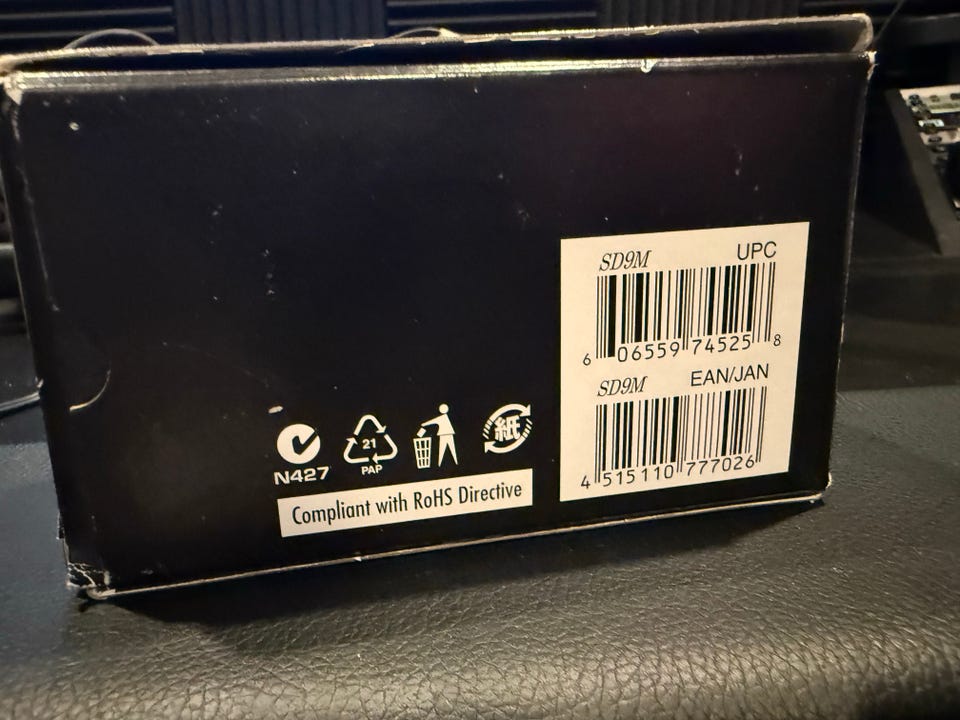 SD9M UPC
6 06559 74525 8
SD9M EAN/JAN
4 515110 777026
N427
21
PAP
紙
Compliant with RoHS Directive